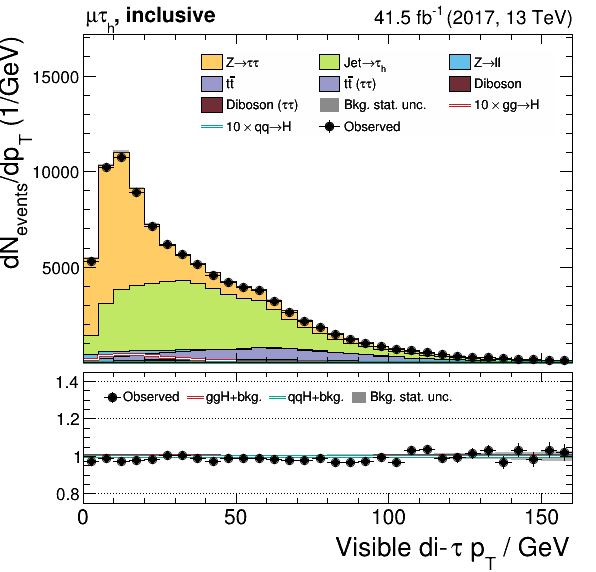 μτh, inclusive 41.5 fb-1 (2017, 13 TeV)
dNevents/dpT (1/GeV)
Z→ττ Jet→τh Z→ll
tt̄ tt̄ (ττ) Diboson
Diboson (ττ) Bkg. stat. unc. 10 × gg→H
10 × qq→H Observed
15000
10000
5000
Observed ggH+bkg. qqH+bkg. Bkg. stat. unc.
1.4
1.2
1
0.8
0 50 100 150
Visible di-τ pT / GeV